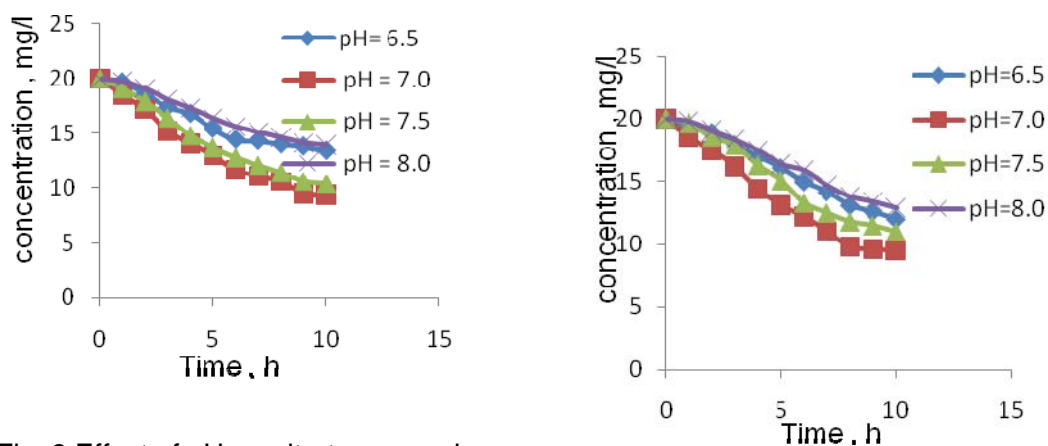 concentration , mg/l
25
20
15
10
5
0
0
5
10
15
Time , h
pH= 6.5
pH = 7.0
pH = 7.5
pH = 8.0
concentration, mg/l
25
20
15
10
5
0
0
5
10
15
Time , h
pH=6.5
pH=7.0
pH=7.5
pH=8.0
Effect of